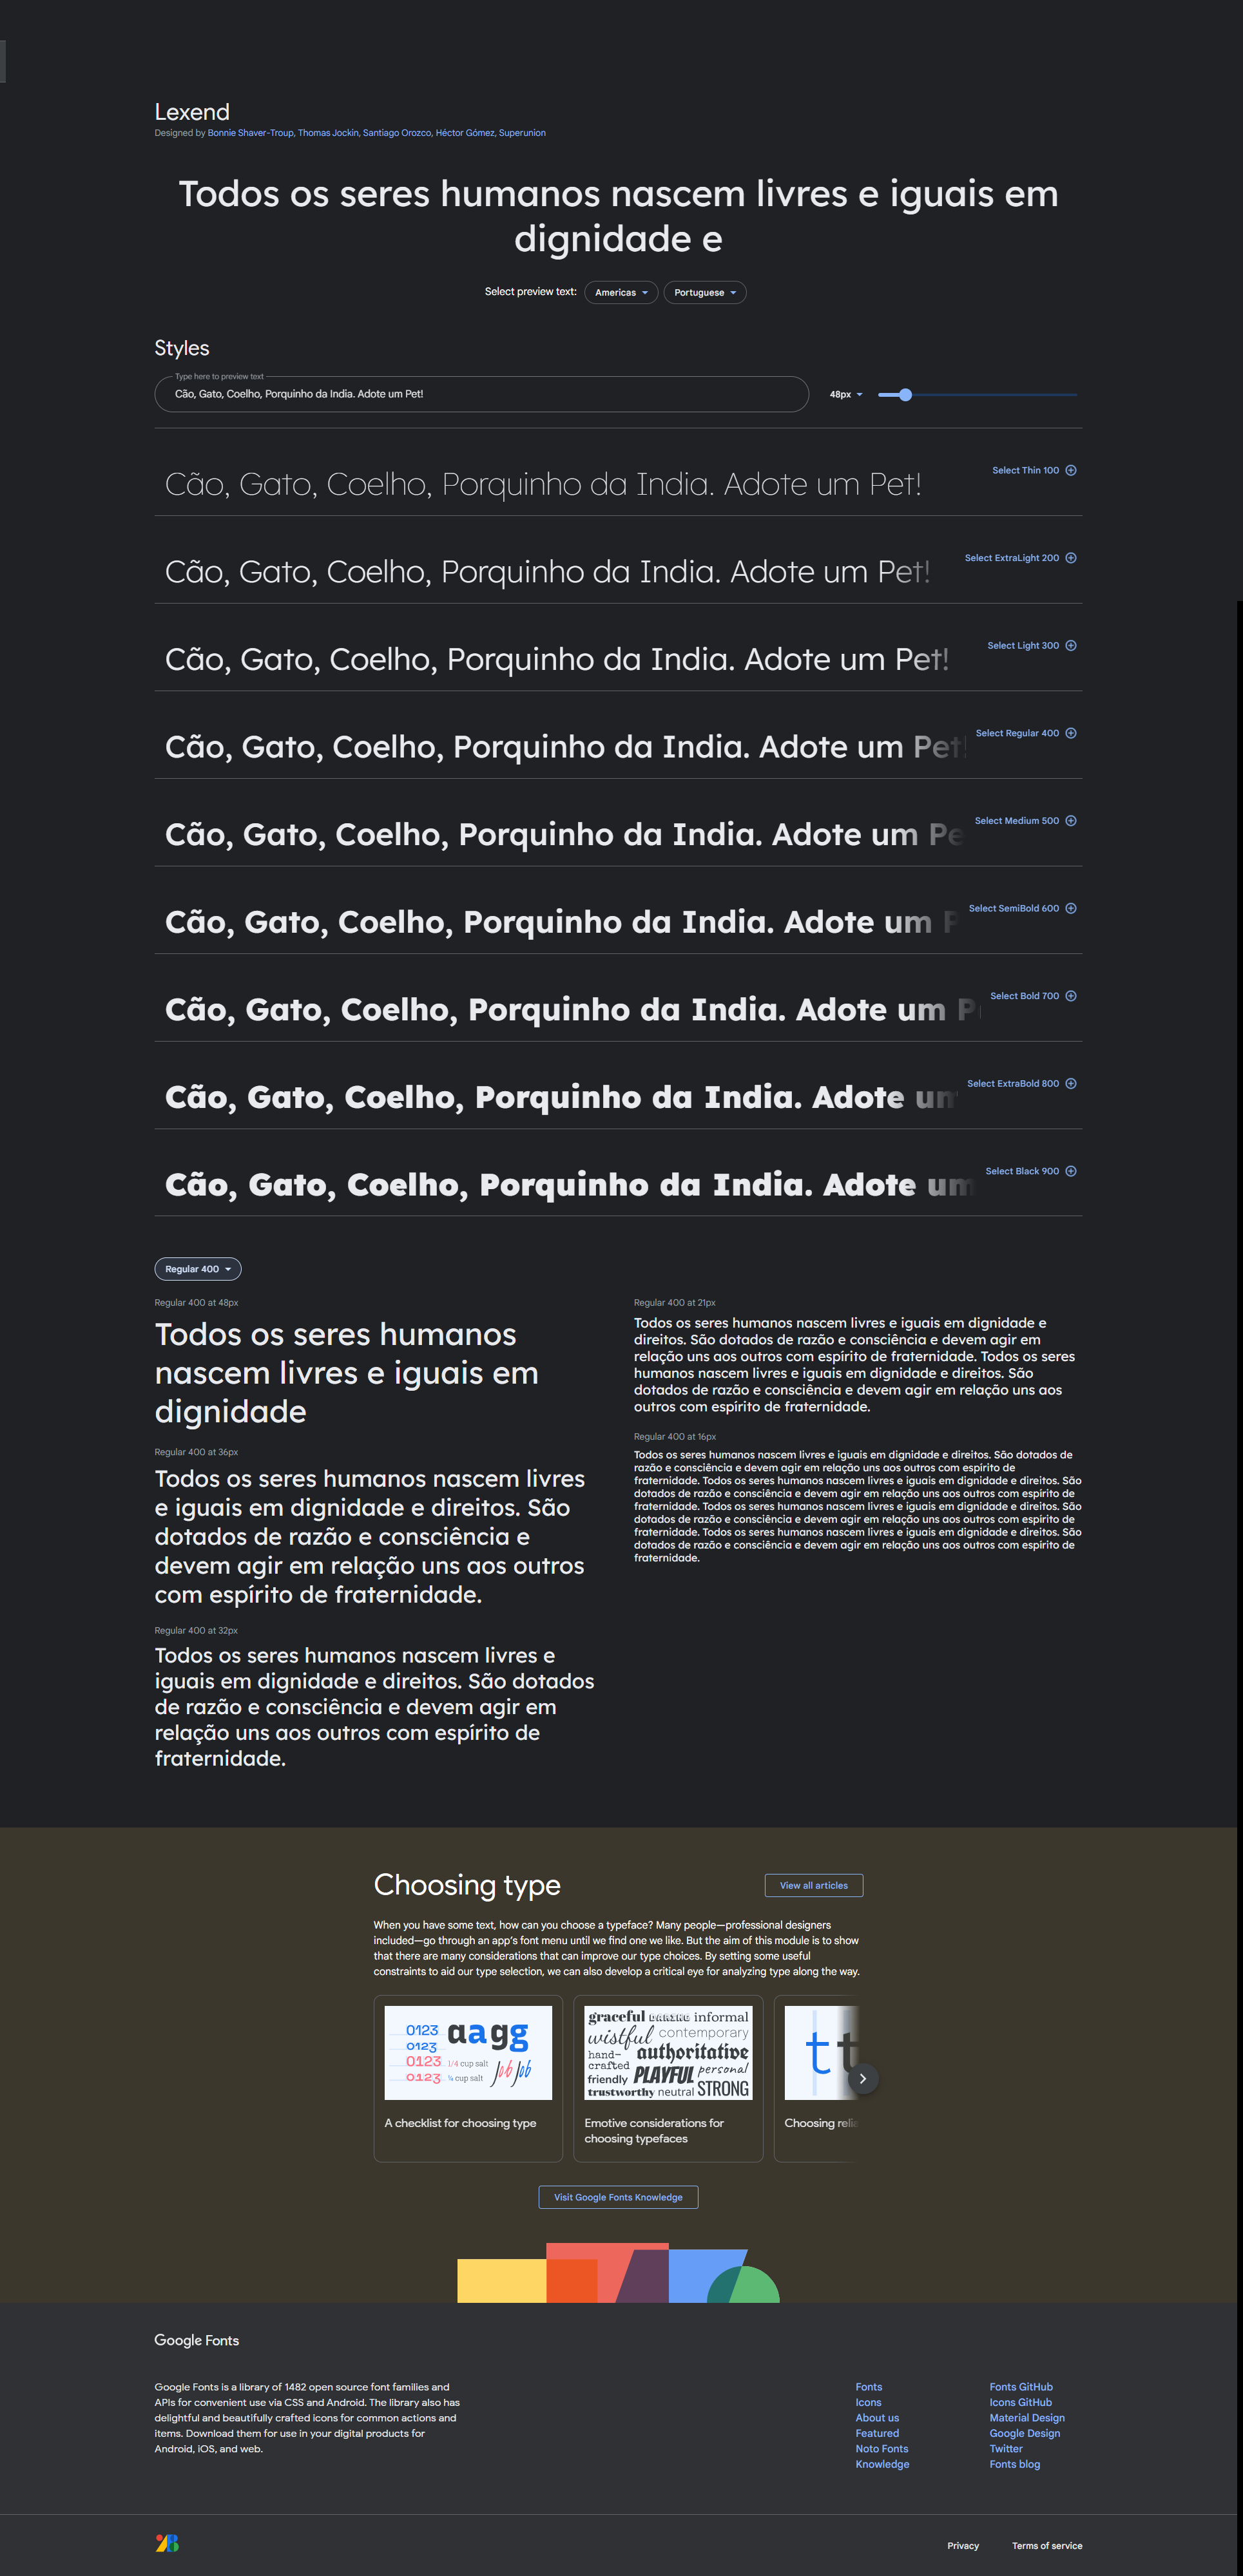 Lexend
Designed by Bonnie Shaver-Troup, Thomas Jockin, Santiago Orozco, Héctor Gómez, Superunion
Todos os seres humanos nascem livres e iguais em
dignidade e
Select preview text: Americas Portuguese
Styles
Type here to preview text
Cão, Gato, Coelho, Porquinho da India. Adote um Pet!
48px
Select Thin 100
Cão, Gato, Coelho, Porquinho da India. Adote um Pet!
Select ExtraLight 200
Cão, Gato, Coelho, Porquinho da India. Adote um Pet!
Select Light 300
Cão, Gato, Coelho, Porquinho da India. Adote um Pet!
Select Regular 400
Cão, Gato, Coelho, Porquinho da India. Adote um Pet!
Select Medium 500
Cão, Gato, Coelho, Porquinho da India. Adote um Pe
Select SemiBold 600
Cão, Gato, Coelho, Porquinho da India. Adote um P
Select Bold 700
Cão, Gato, Coelho, Porquinho da India. Adote um P
Select ExtraBold 800
Cão, Gato, Coelho, Porquinho da India. Adote um
Select Black 900
Cão, Gato, Coelho, Porquinho da India. Adote um
Regular 400
Regular 400 at 48px
Todos os seres humanos
nascem livres e iguais em
dignidade
Regular 400 at 36px
Todos os seres humanos nascem livres
e iguais em dignidade e direitos. São
dotados de razão e consciência e
devem agir em relação uns aos outros
com espírito de fraternidade.
Regular 400 at 32px
Todos os seres humanos nascem livres e
iguais em dignidade e direitos. São dotados
de razão e consciência e devem agir em
relação uns aos outros com espírito de
fraternidade.
Regular 400 at 21px
Todos os seres humanos nascem livres e iguais em dignidade e
direitos. São dotados de razão e consciência e devem agir em
relação uns aos outros com espírito de fraternidade. Todos os seres
humanos nascem livres e iguais em dignidade e direitos. São
dotados de razão e consciência e devem agir em relação uns aos
outros com espírito de fraternidade.
Regular 400 at 16px
Todos os seres humanos nascem livres e iguais em dignidade e direitos. São dotados de
razão e consciência e devem agir em relação uns aos outros com espírito de
fraternidade. Todos os seres humanos nascem livres e iguais em dignidade e direitos. São
dotados de razão e consciência e devem agir em relação uns aos outros com espírito de
fraternidade. Todos os seres humanos nascem livres e iguais em dignidade e direitos. São
dotados de razão e consciência e devem agir em relação uns aos outros com espírito de
fraternidade. Todos os seres humanos nascem livres e iguais em dignidade e direitos. São
dotados de razão e consciência e devem agir em relação uns aos outros com espírito de
fraternidade.
Choosing type
View all articles
When you have some text, how can you choose a typeface? Many people—professional designers
included—go through an app's font menu until we find one we like. But the aim of this module is to show
that there are many considerations that can improve our type choices. By setting some useful
constraints to aid our type selection, we can also develop a critical eye for analyzing type along the way.
0123
0123
0123
0123
aagg
1/4 cup salt
¼ cup salt
Job Job
A checklist for choosing type
graceful informal
wistful contemporary
hand-
crafted authoritative
friendly PLAYFUL personal
trustworthy neutral STRONG
Emotive considerations for
choosing typefaces
t t
Choosing relia
Visit Google Fonts Knowledge
Google Fonts
Google Fonts is a library of 1482 open source font families and
APIs for convenient use via CSS and Android. The library also has
delightful and beautifully crafted icons for common actions and
items. Download them for use in your digital products for
Android, iOS, and web.
Fonts
Icons
About us
Featured
Noto Fonts
Knowledge
Fonts GitHub
Icons GitHub
Material Design
Google Design
Twitter
Fonts blog
Privacy
Terms of service